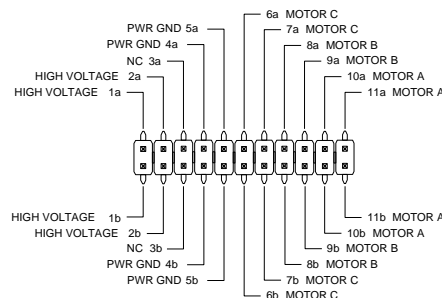 6a MOTOR C
PWR GND 5a
7a MOTOR C
PWR GND 4a
8a MOTOR B
NC 3a
9a MOTOR B
HIGH VOLTAGE 2a
10a MOTOR A
HIGH VOLTAGE 1a
11a MOTOR A
HIGH VOLTAGE 1b
11b MOTOR A
HIGH VOLTAGE 2b
10b MOTOR A
NC 3b
9b MOTOR B
PWR GND 4b
8b MOTOR B
PWR GND 5b
7b MOTOR C
6b MOTOR C